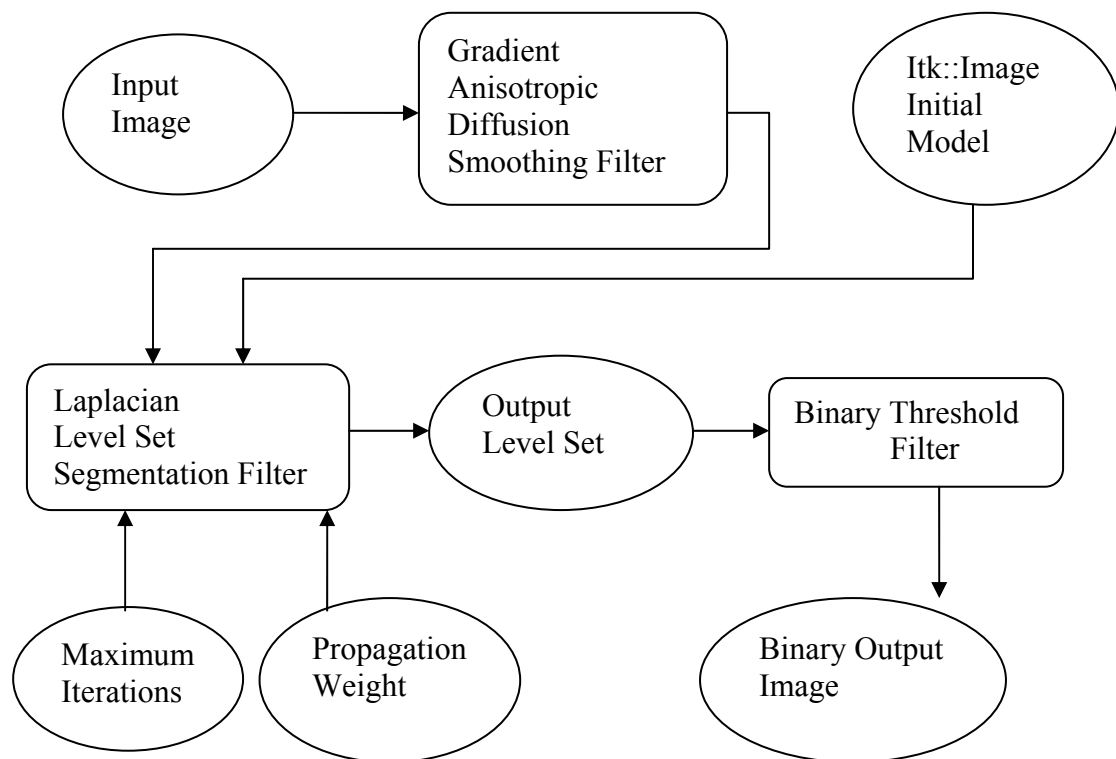 Input
Image
Gradient
Anisotropic
Diffusion
Smoothing Filter
Itk::Image
Initial
Model
Laplacian
Level Set
Segmentation Filter
Output
Level Set
Binary Threshold
Filter
Maximum
Iterations
Propagation
Weight
Binary Output
Image